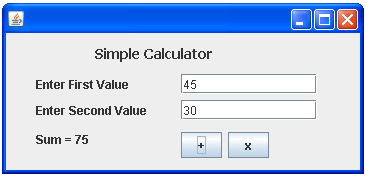 Simple Calculator
Enter First Value 45
Enter Second Value 30
Sum = 75 + x